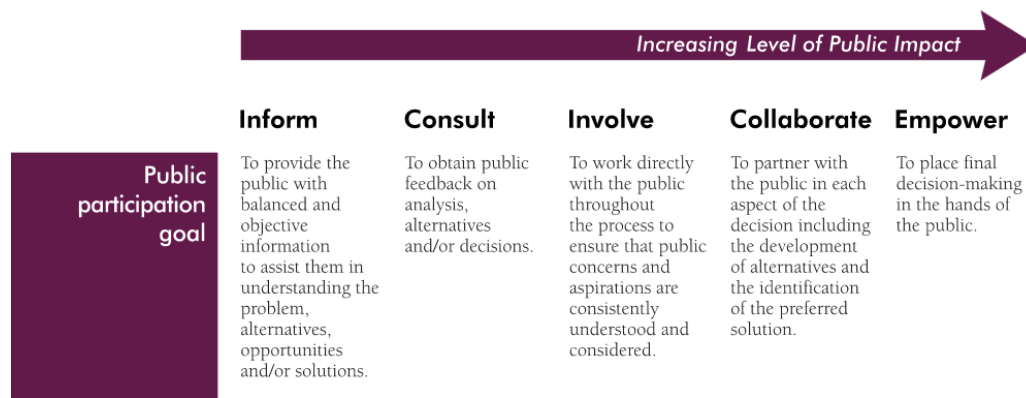 Increasing Level of Public Impact
Inform
Consult
Involve
Collaborate
Empower
Public
participation
goal
To provide the
public with
balanced and
objective
information
to assist them in
understanding the
problem,
alternatives,
opportunities
and/or solutions.
To obtain public
feedback on
analysis,
alternatives
and/or decisions.
To work directly
with the public
throughout
the process to
ensure that public
concerns and
aspirations are
consistently
understood and
considered.
To partner with
the public in each
aspect of the
decision including
the development
of alternatives and
the identification
of the preferred
solution.
To place final
decision-making
in the hands of
the public.